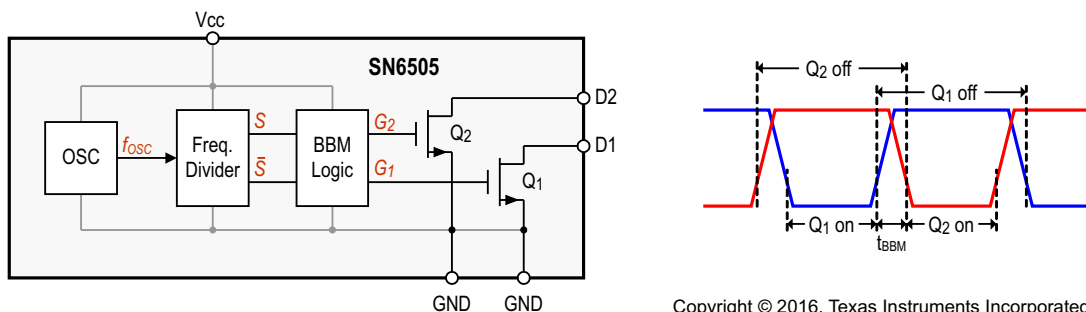 Vcc
SN6505
OSC
fOSC
Freq.
Divider
S
S̄
BBM
Logic
G2
G1
Q2
Q1
D2
D1
GND
GND
Q2 off
Q1 off
Q1 on
tBBM
Q2 on
Copyright © 2016, Texas Instruments Incorporated